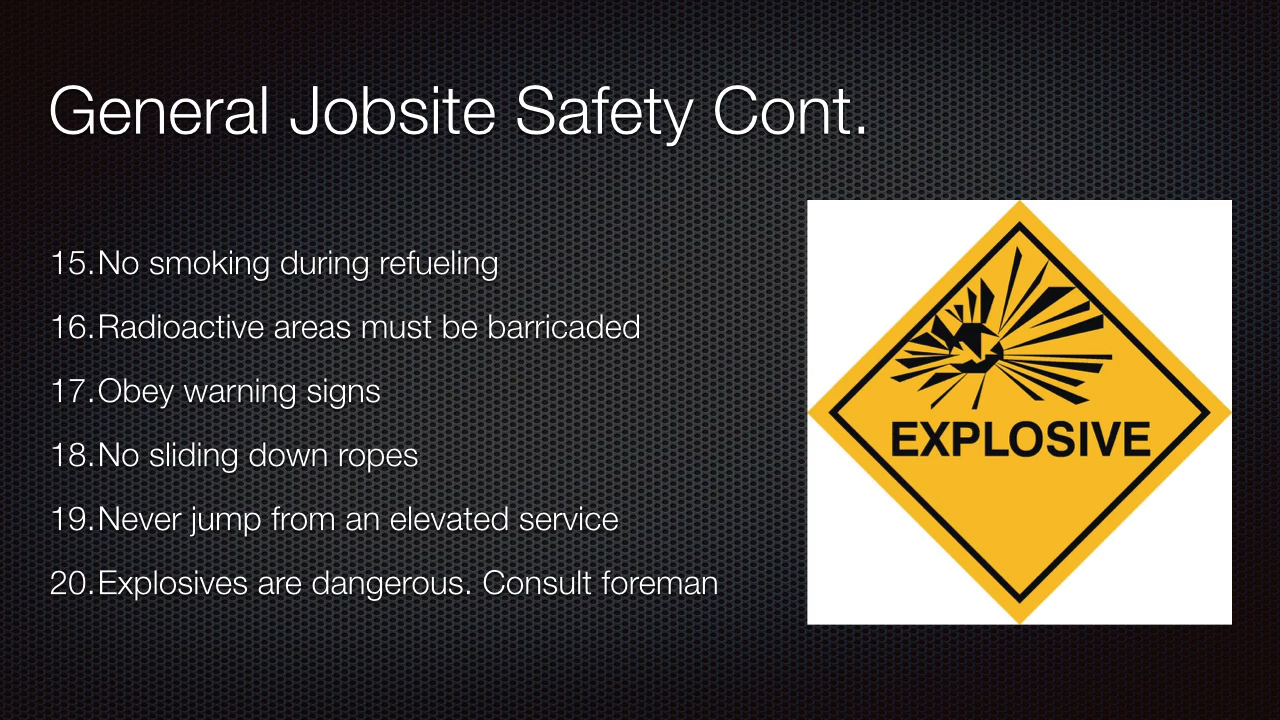 General Jobsite Safety Cont.
15. No smoking during refueling
16. Radioactive areas must be barricaded
17. Obey warning signs
18. No sliding down ropes
19. Never jump from an elevated service
20. Explosives are dangerous. Consult foreman
EXPLOSIVE